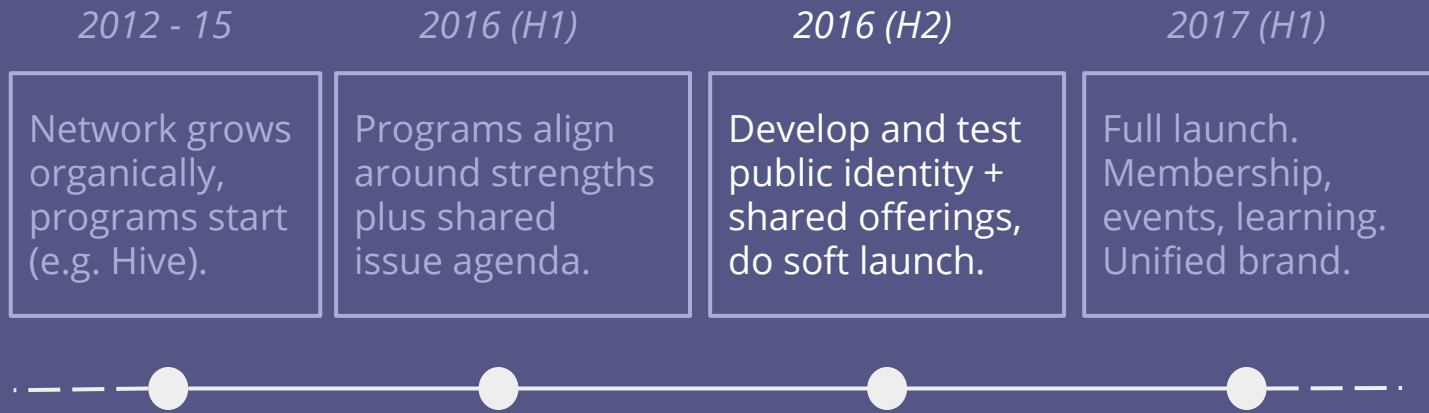 2012 - 15
Network grows
organically,
programs start
(e.g. Hive).
2016 (H1)
Programs align
around strengths
plus shared
issue agenda.
2016 (H2)
Develop and test
public identity +
shared offerings,
do soft launch.
2017 (H1)
Full launch.
Membership,
events, learning.
Unified brand.